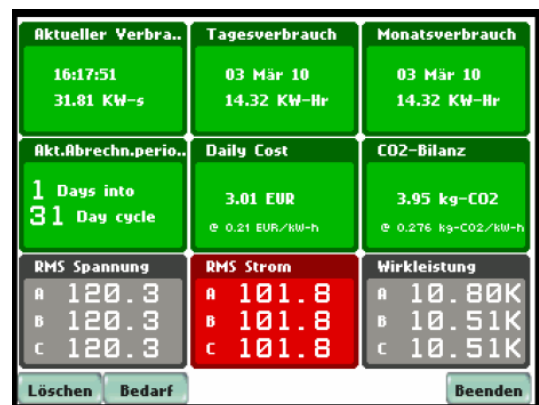 Aktueller Verbra..
16:17:51
31.81 KW-s
Tagesverbrauch
03 Mär 10
14.32 KW-Hr
Monatsverbrauch
03 Mär 10
14.32 KW-Hr
Akt.Abrechn.perio..
1 Days into
31 Day cycle
Daily Cost
3.01 EUR
@ 0.21 EUR/kW-h
CO2-Bilanz
3.95 kg-CO2
@ 0.276 kg-CO2/kW-h
RMS Spannung
A 120.3
B 120.3
C 120.3
RMS Strom
A 101.8
B 101.8
C 101.8
Wirkleistung
A 10.80K
B 10.51K
C 10.51K
Löschen
Bedarf
Beenden